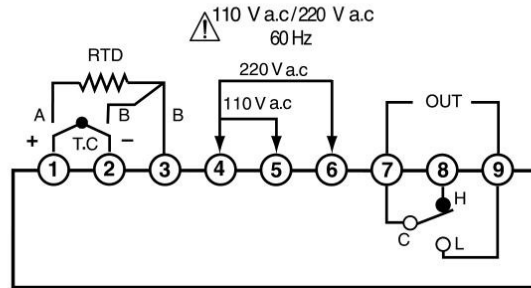 110 V a.c/220 V a.c
60 Hz
RTD
220 V a.c
110 V a.c
A
B
B
OUT
+
T.C
−
1
2
3
4
5
6
7
8
9
H
C
L